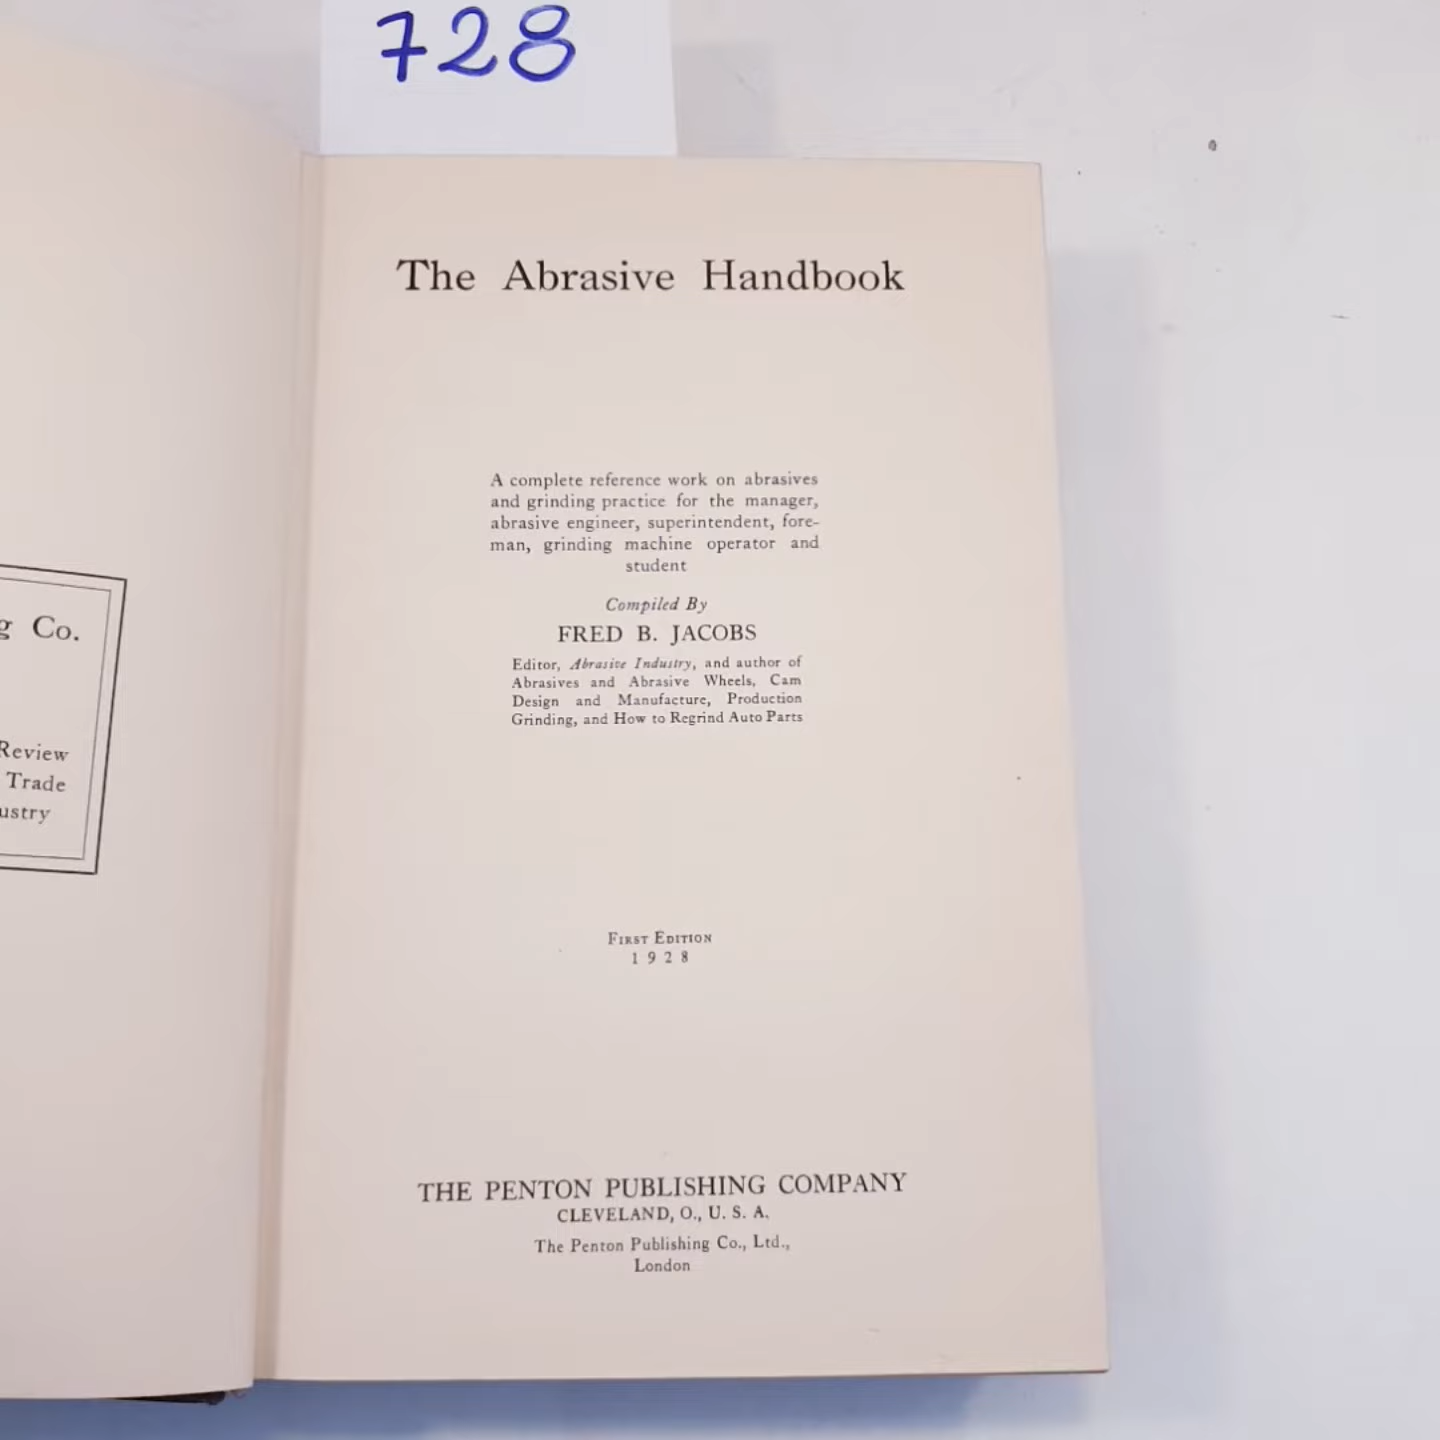 728
Co.
Review
Trade
The Abrasive Handbook
A complete reference work on abrasives
and grinding practice for the manager,
abrasive engineer, superintendent, fore-
man, grinding machine operator and
student
Compiled By
FRED B. JACOBS
Editor, Abrasive Industry, and author of
Abrasives and Abrasive Wheels, Cam
Design and Manufacture, Production
Grinding, and How to Regrind Auto Parts
FIRST EDITION
1928
THE PENTON PUBLISHING COMPANY
CLEVELAND, O., U. S. A.
The Penton Publishing Co., Ltd.,
London